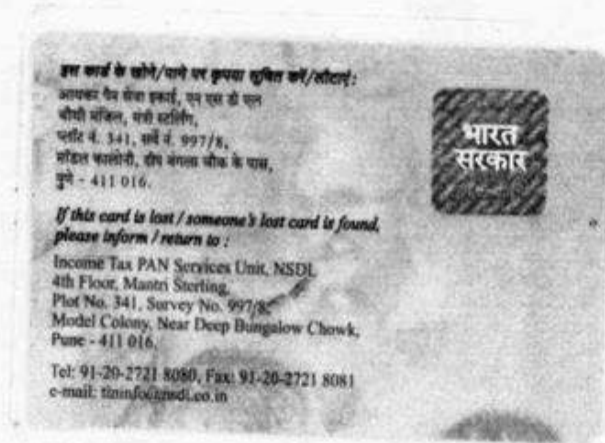 इस कार्ड के खोने/पाने पर कृपया सूचित करें/लौटाएं:
आयकर पैन सेवा इकाई, एन एस डी एल
चौथी मंजिल, मंत्री स्टर्लिंग,
प्लॉट नं. 341, सर्वे नं. 997/8,
मॉडल कालोनी, दीप बंगला चौक के पास,
पुणे - 411 016.
भारत
सरकार
If this card is lost / someone's lost card is found,
please inform / return to :
Income Tax PAN Services Unit, NSDL
4th Floor, Mantri Sterling,
Plot No. 341, Survey No. 997/8,
Model Colony, Near Deep Bungalow Chowk,
Pune - 411 016.
Tel: 91-20-2721 8080, Fax: 91-20-2721 8081
e-mail: tininfo@nsdl.co.in